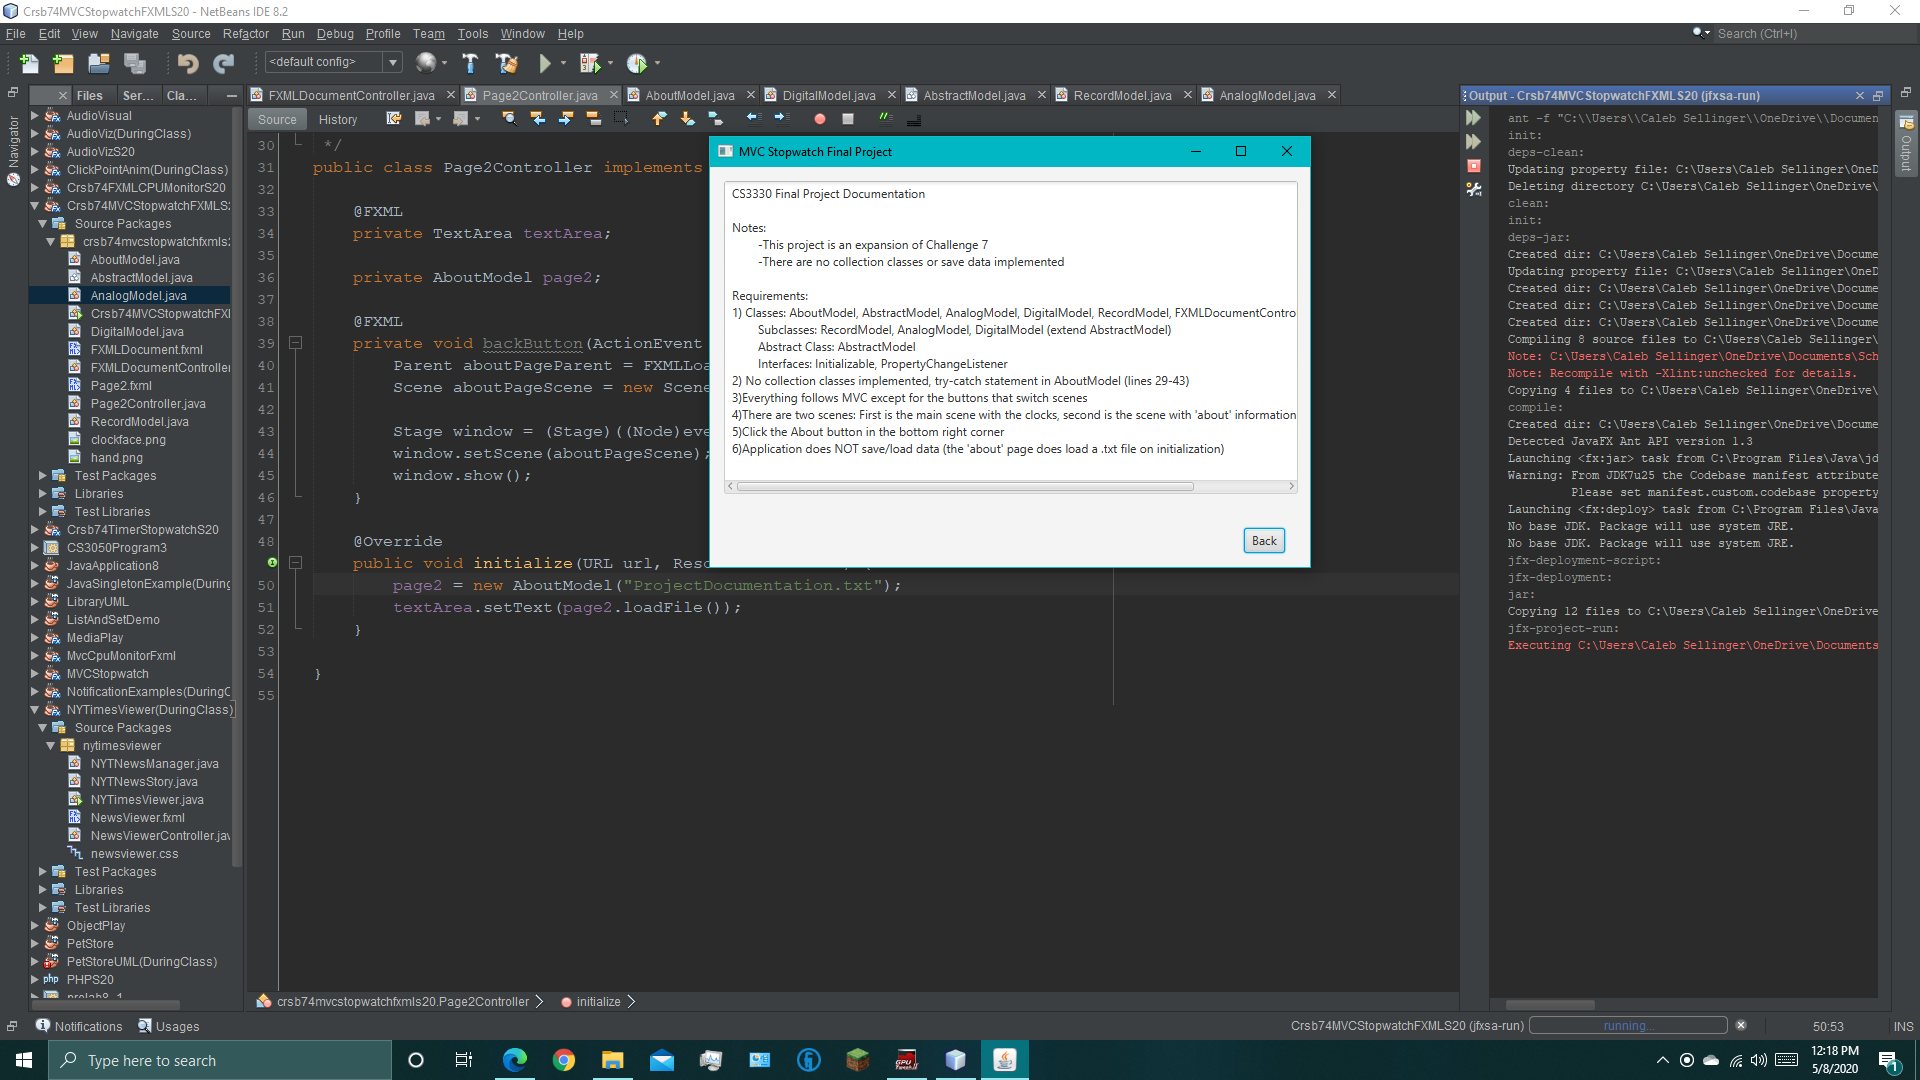 Crsb74MVCStopwatchFXMLS20 - NetBeans IDE 8.2
File Edit View Navigate Source Refactor Run Debug Profile Team Tools Window Help
Search (Ctrl+I)
<default config>
Files Ser... Cla...
FXMLDocumentController.java Page2Controller.java AboutModel.java DigitalModel.java AbstractModel.java RecordModel.java AnalogModel.java
Source History
Navigator
AudioVisual
AudioViz(DuringClass)
AudioVizS20
ClickPointAnim(DuringClass)
Crsb74FXMLCPUMonitorS20
Crsb74MVCStopwatchFXMLS
Source Packages
crsb74mvcstopwatchfxmls
AboutModel.java
AbstractModel.java
AnalogModel.java
Crsb74MVCStopwatchFX
DigitalModel.java
FXMLDocument.fxml
FXMLDocumentController
Page2.fxml
Page2Controller.java
RecordModel.java
clockface.png
hand.png
Test Packages
Libraries
Test Libraries
Crsb74TimerStopwatchS20
CS3050Program3
JavaApplication8
JavaSingletonExample(During
LibraryUML
ListAndSetDemo
MediaPlay
MvcCpuMonitorFxml
MVCStopwatch
NotificationExamples(DuringC
NYTimesViewer(DuringClass)
Source Packages
nytimesviewer
NYTNewsManager.java
NYTNewsStory.java
NYTimesViewer.java
NewsViewer.fxml
NewsViewerController.jav
newsviewer.css
Test Packages
Libraries
Test Libraries
ObjectPlay
PetStore
PetStoreUML(DuringClass)
PHPS20
prelab8_1
30 */
31 public class Page2Controller implements
32
33 @FXML
34 private TextArea textArea;
35
36 private AboutModel page2;
37
38 @FXML
39 private void backButton(ActionEvent
40 Parent aboutPageParent = FXMLLoa
41 Scene aboutPageScene = new Scene
42
43 Stage window = (Stage)((Node)eve
44 window.setScene(aboutPageScene);
45 window.show();
46 }
47
48 @Override
public void initialize(URL url, Reso
50 page2 = new AboutModel("ProjectDocumentation.txt");
51 textArea.setText(page2.loadFile());
52 }
53
54 }
55
MVC Stopwatch Final Project
CS3330 Final Project Documentation
Notes:
-This project is an expansion of Challenge 7
-There are no collection classes or save data implemented
Requirements:
1) Classes: AboutModel, AbstractModel, AnalogModel, DigitalModel, RecordModel, FXMLDocumentContro
Subclasses: RecordModel, AnalogModel, DigitalModel (extend AbstractModel)
Abstract Class: AbstractModel
Interfaces: Initializable, PropertyChangeListener
2) No collection classes implemented, try-catch statement in AboutModel (lines 29-43)
3)Everything follows MVC except for the buttons that switch scenes
4)There are two scenes: First is the main scene with the clocks, second is the scene with 'about' information
5)Click the About button in the bottom right corner
6)Application does NOT save/load data (the 'about' page does load a .txt file on initialization)
Back
Output - Crsb74MVCStopwatchFXMLS20 (jfxsa-run)
ant -f "C:\\Users\\Caleb Sellinger\\OneDrive\\Documen
init:
deps-clean:
Updating property file: C:\Users\Caleb Sellinger\OneD
Deleting directory C:\Users\Caleb Sellinger\OneDrive\
clean:
init:
deps-jar:
Created dir: C:\Users\Caleb Sellinger\OneDrive\Docume
Updating property file: C:\Users\Caleb Sellinger\OneD
Created dir: C:\Users\Caleb Sellinger\OneDrive\Docume
Created dir: C:\Users\Caleb Sellinger\OneDrive\Docume
Created dir: C:\Users\Caleb Sellinger\OneDrive\Docume
Compiling 8 source files to C:\Users\Caleb Sellinger\
Note: C:\Users\Caleb Sellinger\OneDrive\Documents\Sch
Note: Recompile with -Xlint:unchecked for details.
Copying 4 files to C:\Users\Caleb Sellinger\OneDrive\
compile:
Created dir: C:\Users\Caleb Sellinger\OneDrive\Docume
Detected JavaFX Ant API version 1.3
Launching <fx:jar> task from C:\Program Files\Java\jd
Warning: From JDK7u25 the Codebase manifest attribute
Please set manifest.custom.codebase property
Launching <fx:deploy> task from C:\Program Files\Java
No base JDK. Package will use system JRE.
No base JDK. Package will use system JRE.
jfx-deployment-script:
jfx-deployment:
jar:
Copying 12 files to C:\Users\Caleb Sellinger\OneDrive
jfx-project-run:
Executing C:\Users\Caleb Sellinger\OneDrive\Documents
Output
crsb74mvcstopwatchfxmls20.Page2Controller initialize
Notifications Usages
Crsb74MVCStopwatchFXMLS20 (jfxsa-run) running... 50:53 INS
Type here to search
12:18 PM
5/8/2020
1